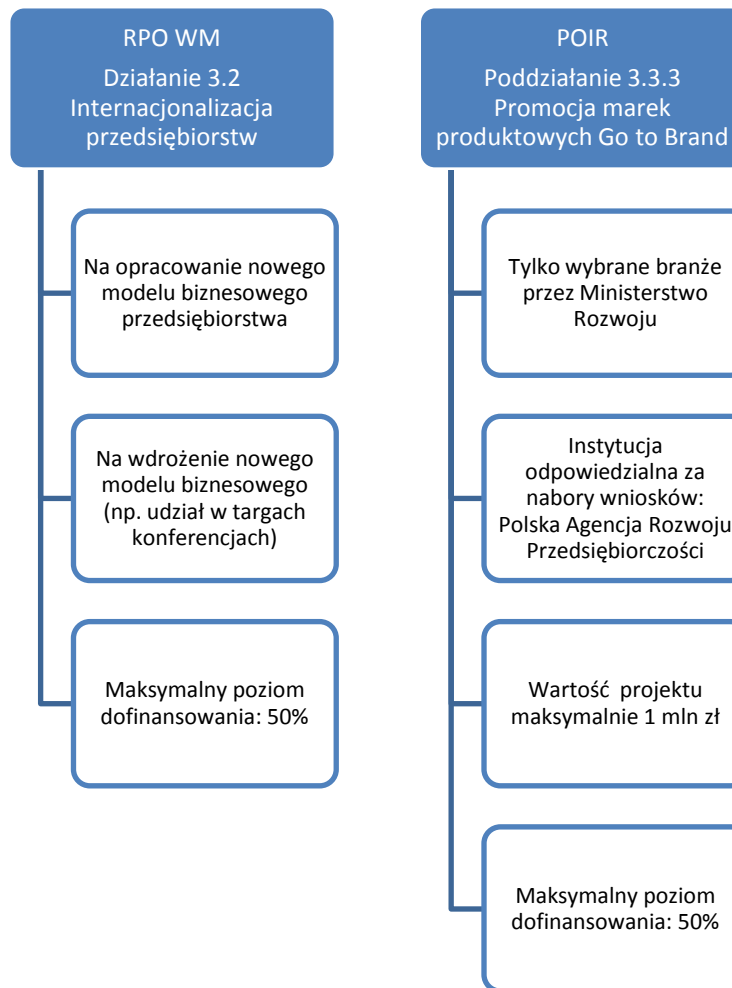 RPO WM
Działanie 3.2
Internacjonalizacja
przedsiębiorstw
Na opracowanie nowego
modelu biznesowego
przedsiębiorstwa
Na wdrożenie nowego
modelu biznesowego
(np. udział w targach
konferencjach)
Maksymalny poziom
dofinansowania: 50%
POIR
Poddziałanie 3.3.3
Promocja marek
produktowych Go to Brand
Tylko wybrane branże
przez Ministerstwo
Rozwoju
Instytucja
odpowiedzialna za
nabory wniosków:
Polska Agencja Rozwoju
Przedsiębiorczości
Wartość projektu
maksymalnie 1 mln zł
Maksymalny poziom
dofinansowania: 50%